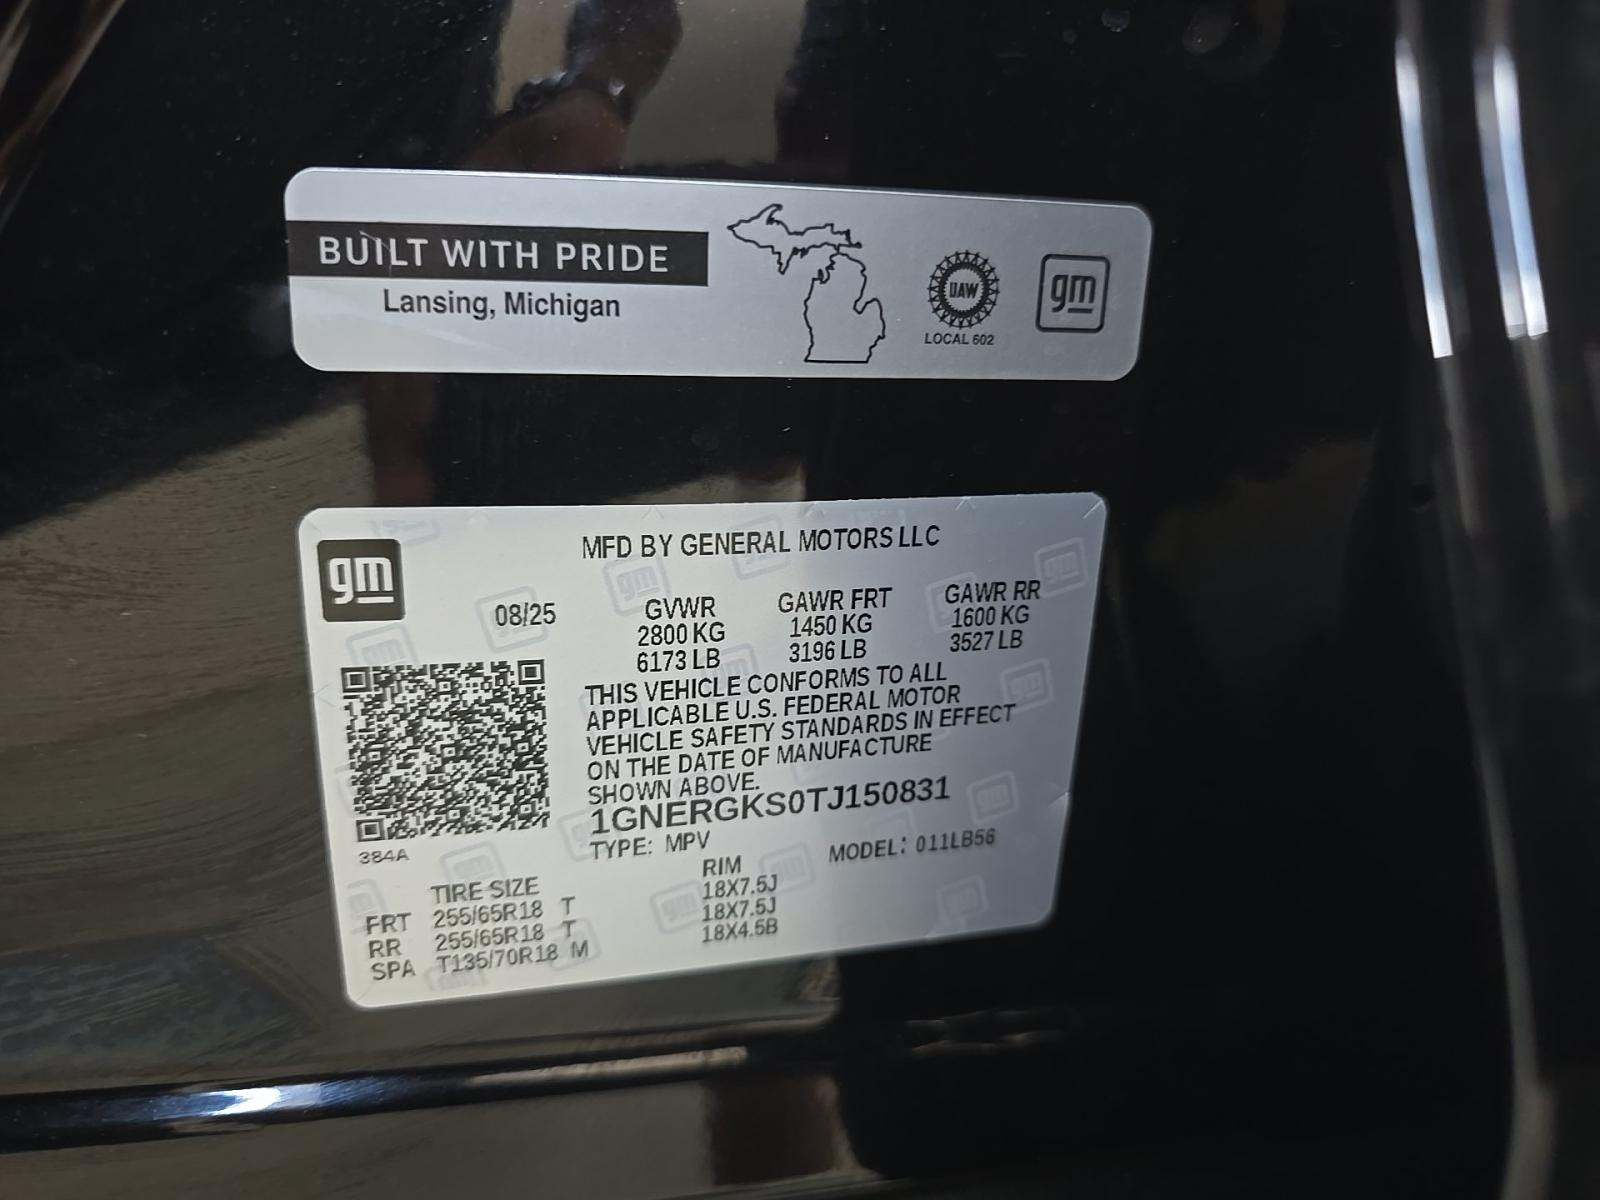 BUILT WITH PRIDE
Lansing, Michigan
UAW
LOCAL 602
gm
gm
MFD BY GENERAL MOTORS LLC
08/25 GVWR GAWR FRT GAWR RR
2800 KG 1450 KG 1600 KG
6173 LB 3196 LB 3527 LB
THIS VEHICLE CONFORMS TO ALL
APPLICABLE U.S. FEDERAL MOTOR
VEHICLE SAFETY STANDARDS IN EFFECT
ON THE DATE OF MANUFACTURE
SHOWN ABOVE.
1GNERGKS0TJ150831
TYPE: MPV MODEL: 011LB56
384A
TIRE SIZE RIM
FRT 255/65R18 T 18X7.5J
RR 255/65R18 T 18X7.5J
SPA T135/70R18 M 18X4.5B